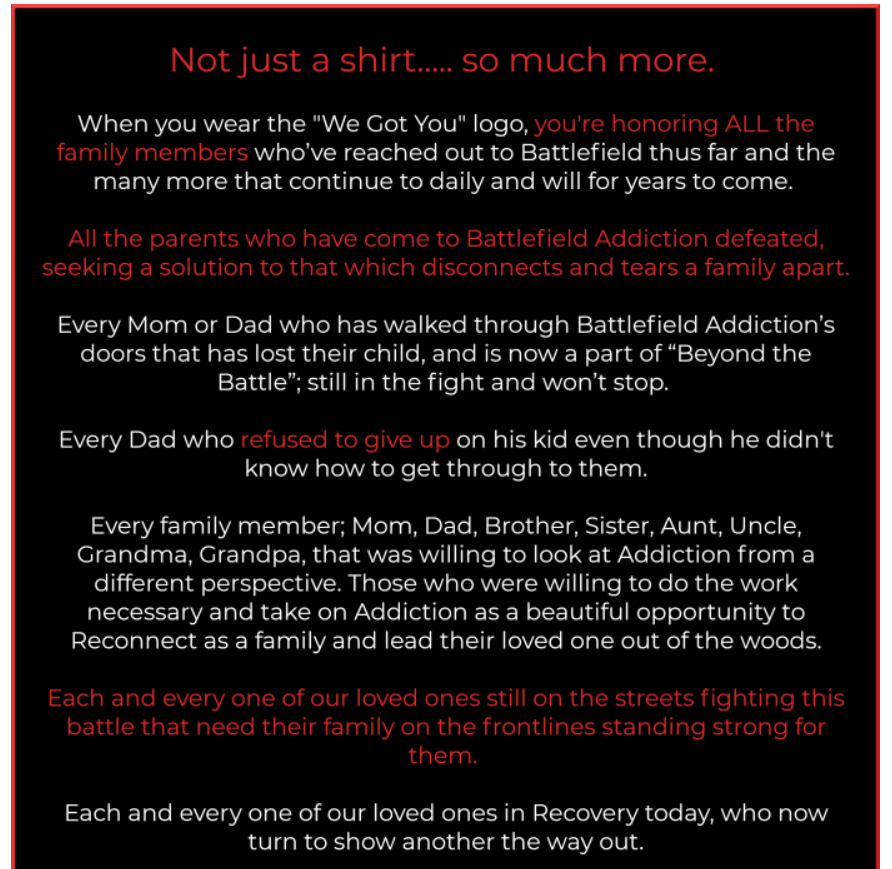 Not just a shirt..... so much more.
When you wear the "We Got You" logo, you're honoring ALL the
family members who’ve reached out to Battlefield thus far and the
many more that continue to daily and will for years to come.
All the parents who have come to Battlefield Addiction defeated,
seeking a solution to that which disconnects and tears a family apart.
Every Mom or Dad who has walked through Battlefield Addiction’s
doors that has lost their child, and is now a part of “Beyond the
Battle”; still in the fight and won’t stop.
Every Dad who refused to give up on his kid even though he didn't
know how to get through to them.
Every family member; Mom, Dad, Brother, Sister, Aunt, Uncle,
Grandma, Grandpa, that was willing to look at Addiction from a
different perspective. Those who were willing to do the work
necessary and take on Addiction as a beautiful opportunity to
Reconnect as a family and lead their loved one out of the woods.
Each and every one of our loved ones still on the streets fighting this
battle that need their family on the frontlines standing strong for
them.
Each and every one of our loved ones in Recovery today, who now
turn to show another the way out.